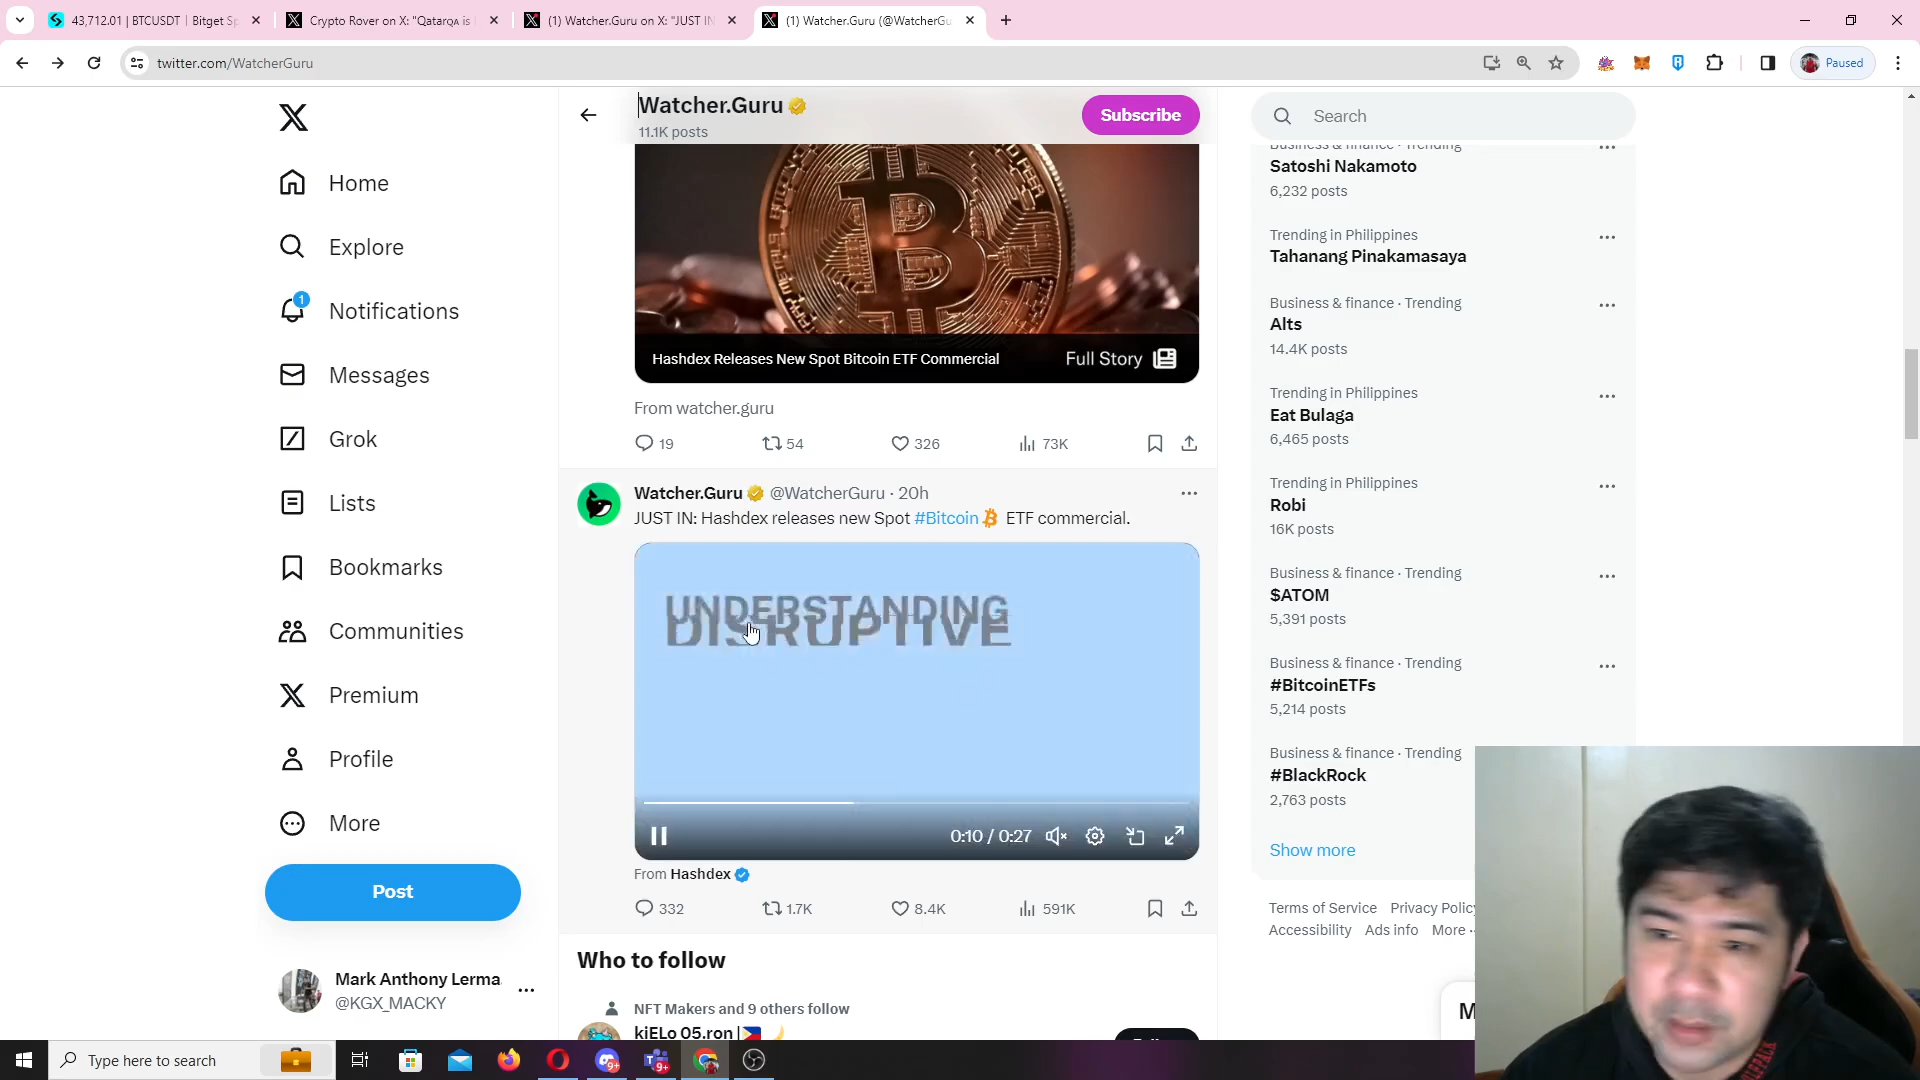 43,712.01 | BTCUSDT | Bitget Sp
Crypto Rover on X: "Qatar QA is
(1) Watcher.Guru on X: "JUST IN
(1) Watcher.Guru (@WatcherGu
twitter.com/WatcherGuru
Paused
Home
Explore
1
Notifications
Messages
Grok
Lists
Bookmarks
Communities
Premium
Profile
More
Post
Mark Anthony Lerma
@KGX_MACKY
Watcher.Guru
11.1K posts
Subscribe
Hashdex Releases New Spot Bitcoin ETF Commercial
Full Story
From watcher.guru
19 54 326 73K
Watcher.Guru @WatcherGuru · 20h
JUST IN: Hashdex releases new Spot #Bitcoin ETF commercial.
UNDERSTANDING
DISRUPTIVE
0:10 / 0:27
From Hashdex
332 1.7K 8.4K 591K
Who to follow
NFT Makers and 9 others follow
kiELo 05.ron |
Search
Business & finance · Trending
Satoshi Nakamoto
6,232 posts
Trending in Philippines
Tahanang Pinakamasaya
Business & finance · Trending
Alts
14.4K posts
Trending in Philippines
Eat Bulaga
6,465 posts
Trending in Philippines
Robi
16K posts
Business & finance · Trending
$ATOM
5,391 posts
Business & finance · Trending
#BitcoinETFs
5,214 posts
Business & finance · Trending
#BlackRock
2,763 posts
Show more
Terms of Service Privacy Policy
Accessibility Ads info More
M
Type here to search
9+
9+